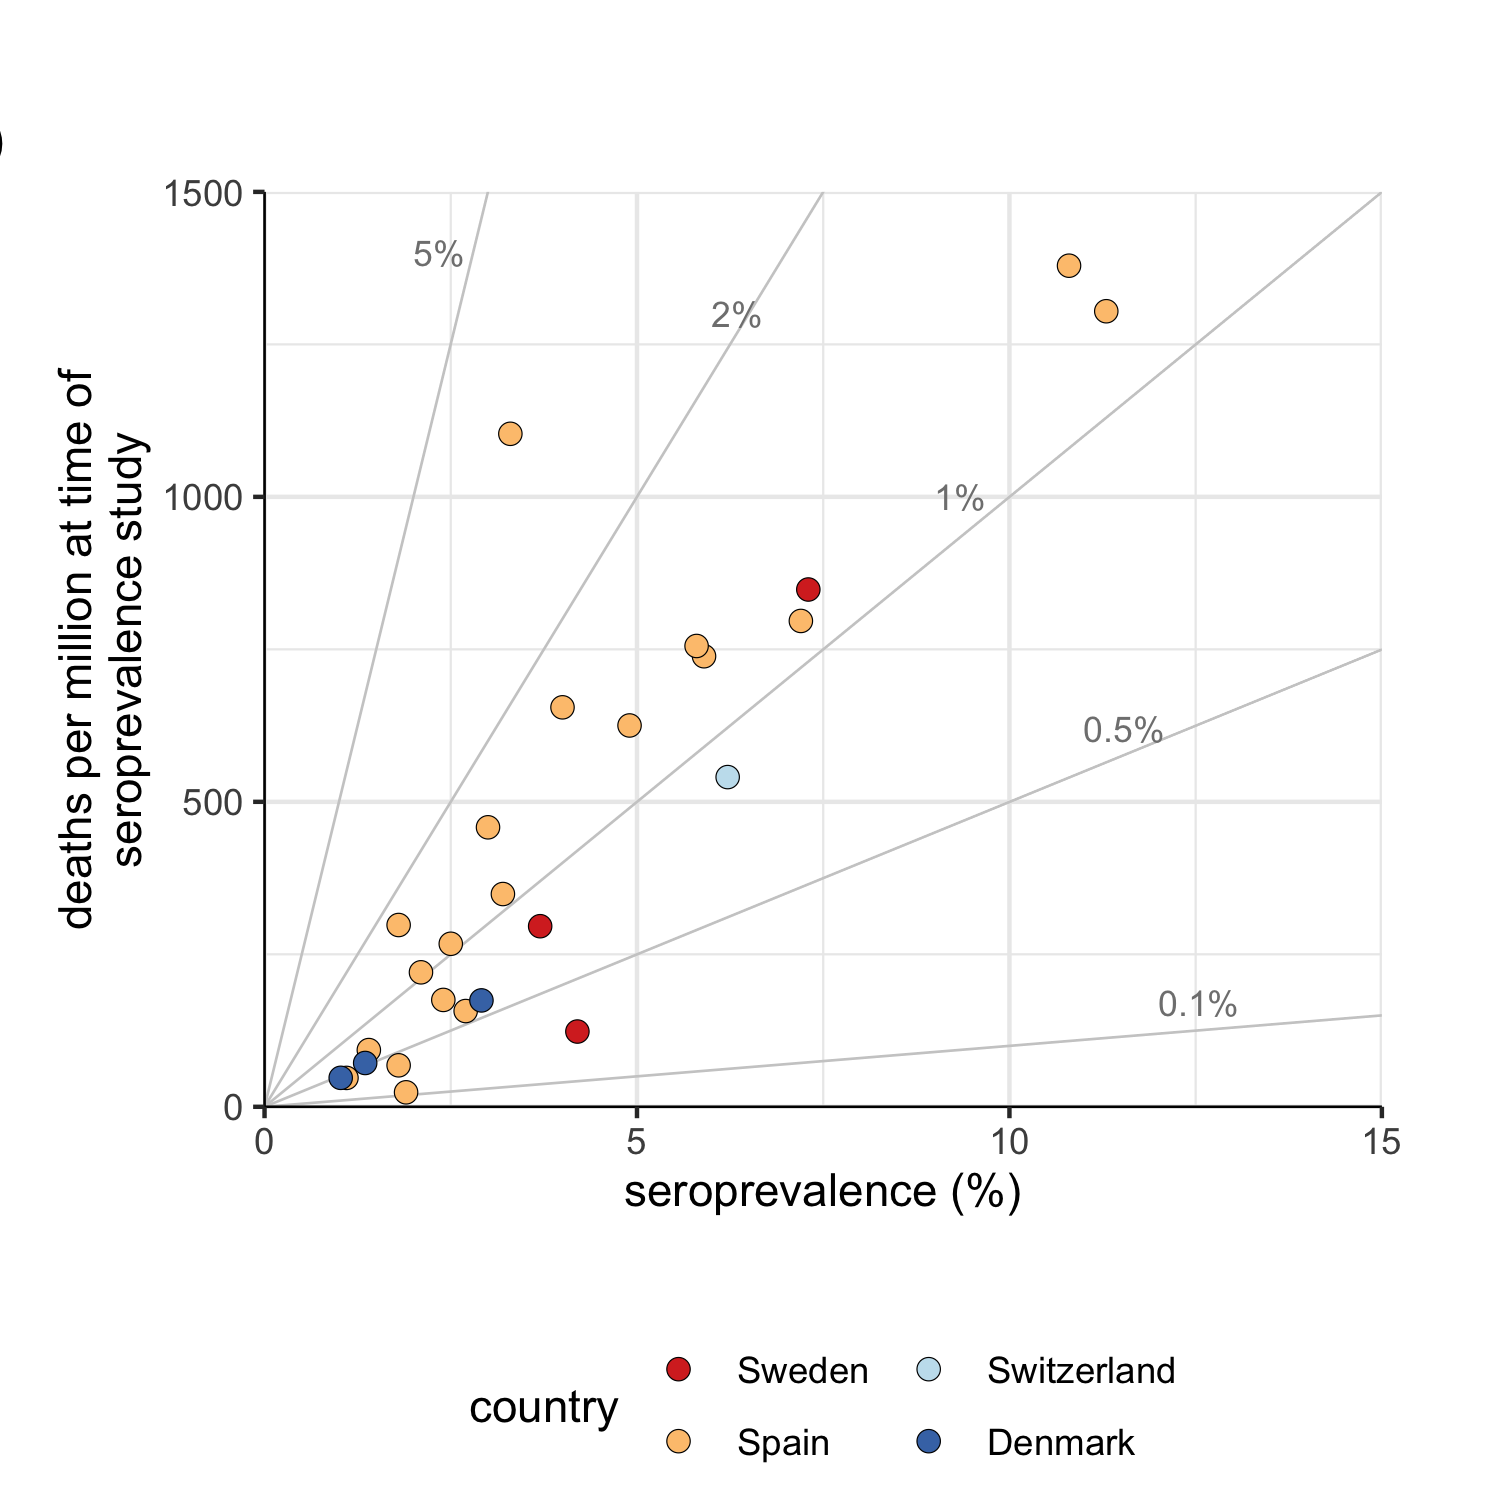 )
1500
5%
2%
1000
1%
0.5%
500
0.1%
0
0
5
10
15
deaths per million at time of
seroprevalence study
seroprevalence (%)
country
Sweden
Switzerland
Spain
Denmark